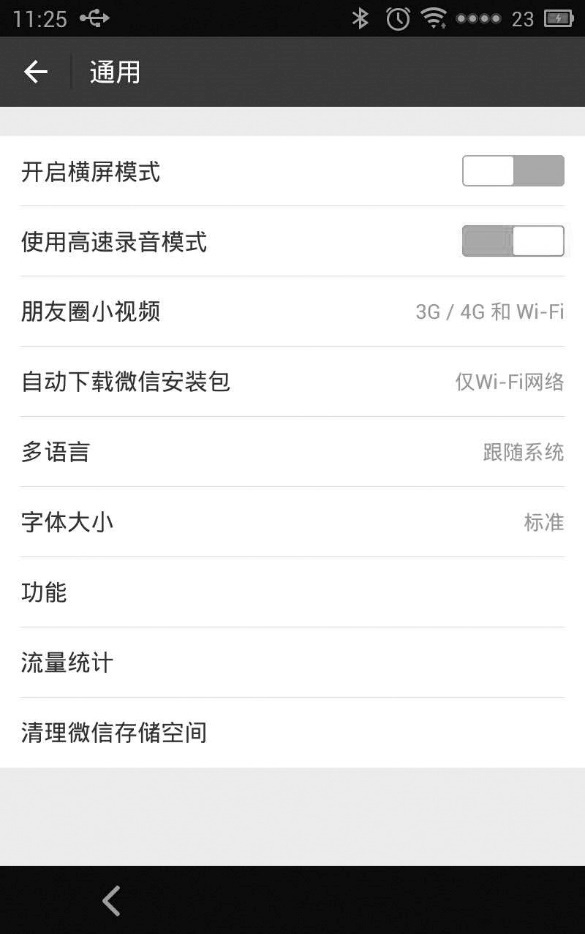 11:25 23
通用
开启横屏模式
使用高速录音模式
朋友圈小视频 3G / 4G 和 Wi-Fi
自动下载微信安装包 仅Wi-Fi网络
多语言 跟随系统
字体大小 标准
功能
流量统计
清理微信存储空间